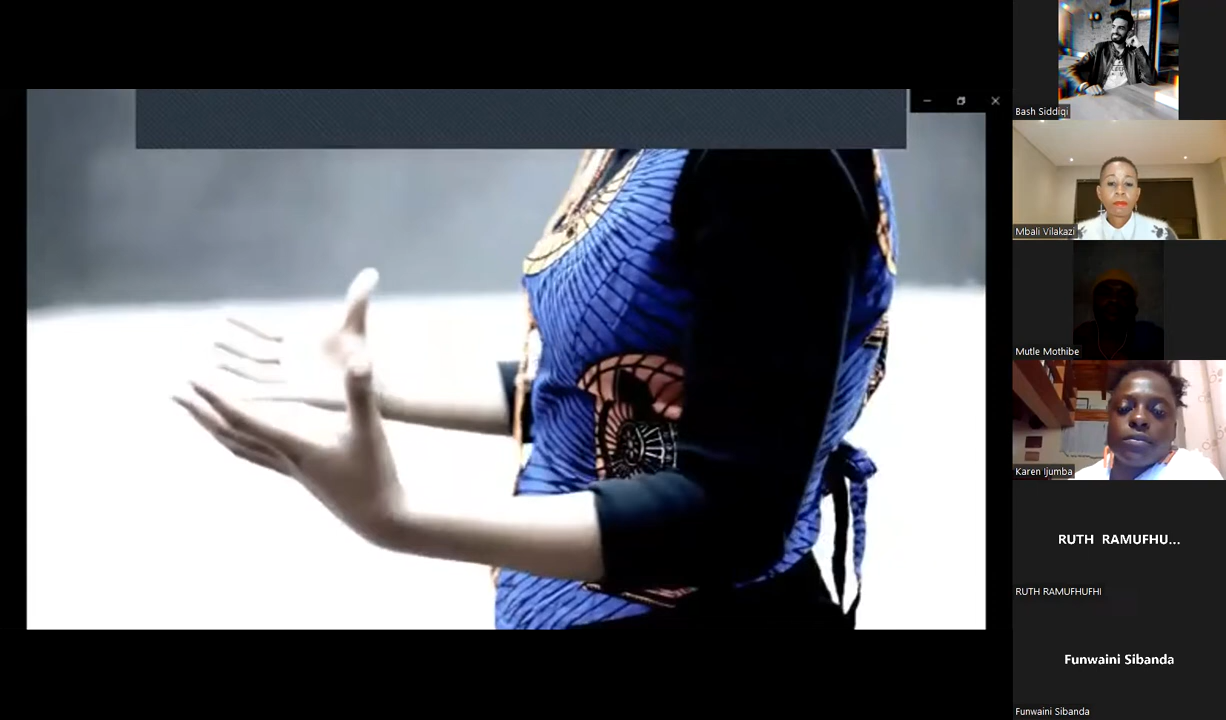 Bash Siddiqi
Mbali Vilakazi
Mutle Mothibe
Karen Ijumba
RUTH RAMUFHU...
RUTH RAMUFHUFHI
Funwaini Sibanda
Funwaini Sibanda